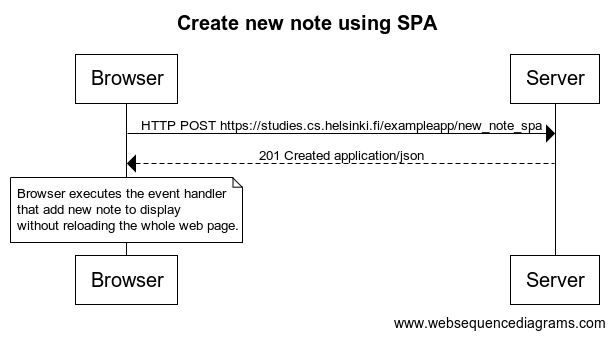 Create new note using SPA
Browser
Server
HTTP POST https://studies.cs.helsinki.fi/exampleapp/new_note_spa
201 Created application/json
Browser executes the event handler
that add new note to display
without reloading the whole web page.
Browser
Server
www.websequencediagrams.com